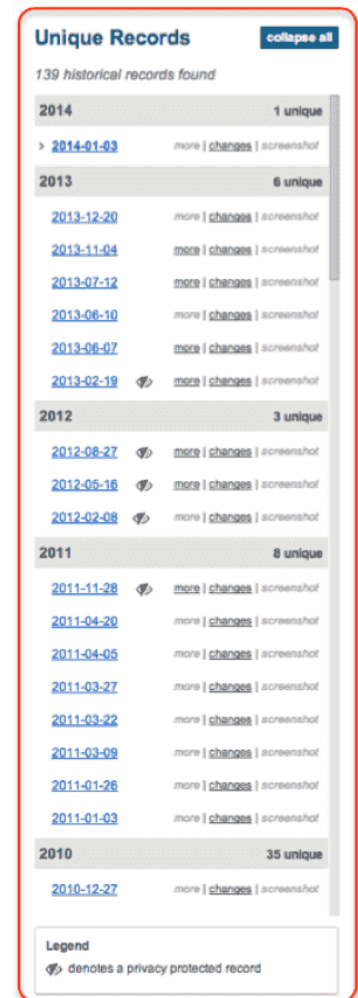 Unique Records collapse all
139 historical records found
2014 1 unique
> 2014-01-03 more | changes | screenshot
2013 6 unique
2013-12-20 more | changes | screenshot
2013-11-04 more | changes | screenshot
2013-07-12 more | changes | screenshot
2013-06-10 more | changes | screenshot
2013-06-07 more | changes | screenshot
2013-02-19 more | changes | screenshot
2012 3 unique
2012-08-27 more | changes | screenshot
2012-05-16 more | changes | screenshot
2012-02-08 more | changes | screenshot
2011 8 unique
2011-11-28 more | changes | screenshot
2011-04-20 more | changes | screenshot
2011-04-05 more | changes | screenshot
2011-03-27 more | changes | screenshot
2011-03-22 more | changes | screenshot
2011-03-09 more | changes | screenshot
2011-01-26 more | changes | screenshot
2011-01-03 more | changes | screenshot
2010 35 unique
2010-12-27 more | changes | screenshot
Legend
denotes a privacy protected record